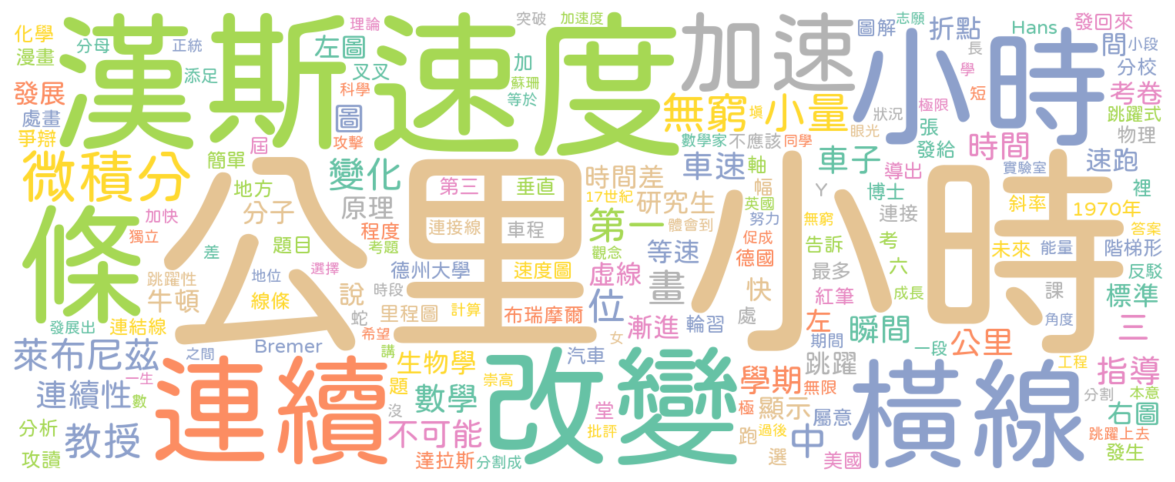 漢斯
速度
公里小時
小時
加速
連續
改變
橫線
條
微積分
無窮小量
變化
化學
分母
正統
理論
突破
加速度
志願
長
發回來
漫畫
添足
左圖
叉叉
科學
加
蘇珊
等於
圖解
折點
Hans
間
小段
分校
發展
處畫
圖
攻擊
狀況
極限
學
短
考卷
跳躍式
爭辯
屆
簡單
數學家
不應該
同學
眼光
塡
張
物理
地方
第三
垂直
時間差
車速
軸
車子
發給
時間
速跑
導出
實驗室
分子
原理
17世紀
研究生
幅
英國
Y
博士
裡
加快
獨立
題目
程度
考題
連接線
車程
第一
體會到
努力
無窮
連接
斜率
1970年
差
地位
選擇
觀念
等速
促成
德國
告訴
考
未來
能量
答案
階梯形
跳躍性
牛頓
線條
說
德州大學
時段
速度圖
虛線
畫
快
最多
六
成長
課
反駁
標準
發展出
連結線
蛇
希望
里程圖
計算
布瑞摩爾
位
漸進
輪習
處
紅筆
左
瞬間
期間
角度
三
萊布尼茲
之間
Bremer
講
生物學
女
汽車
跳躍
公里
一段
工程
指導
連續性
一生
數
題
崇高
數學
沒
堂
學期
無限
顯示
屬意
分割
本意
右圖
教授
分析
攻讀
不可能
批評
達拉斯
分割成
極
過後
跑
選
中
美國
跳躍上去
發生